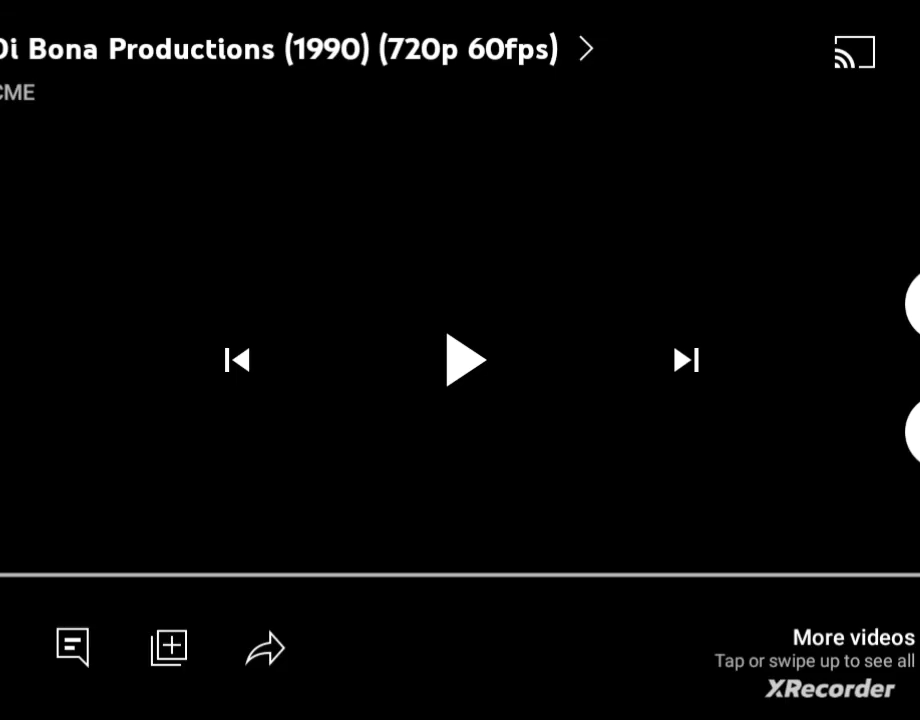 Di Bona Productions (1990) (720p 60fps)
CME
More videos
Tap or swipe up to see all
XRecorder